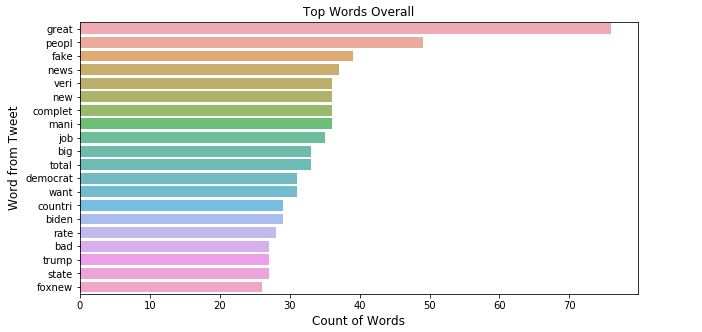 Top Words Overall
great
peopl
fake
news
veri
new
complet
mani
job
big
total
democrat
want
countri
biden
rate
bad
trump
state
foxnew
Word from Tweet
0 10 20 30 40 50 60 70
Count of Words